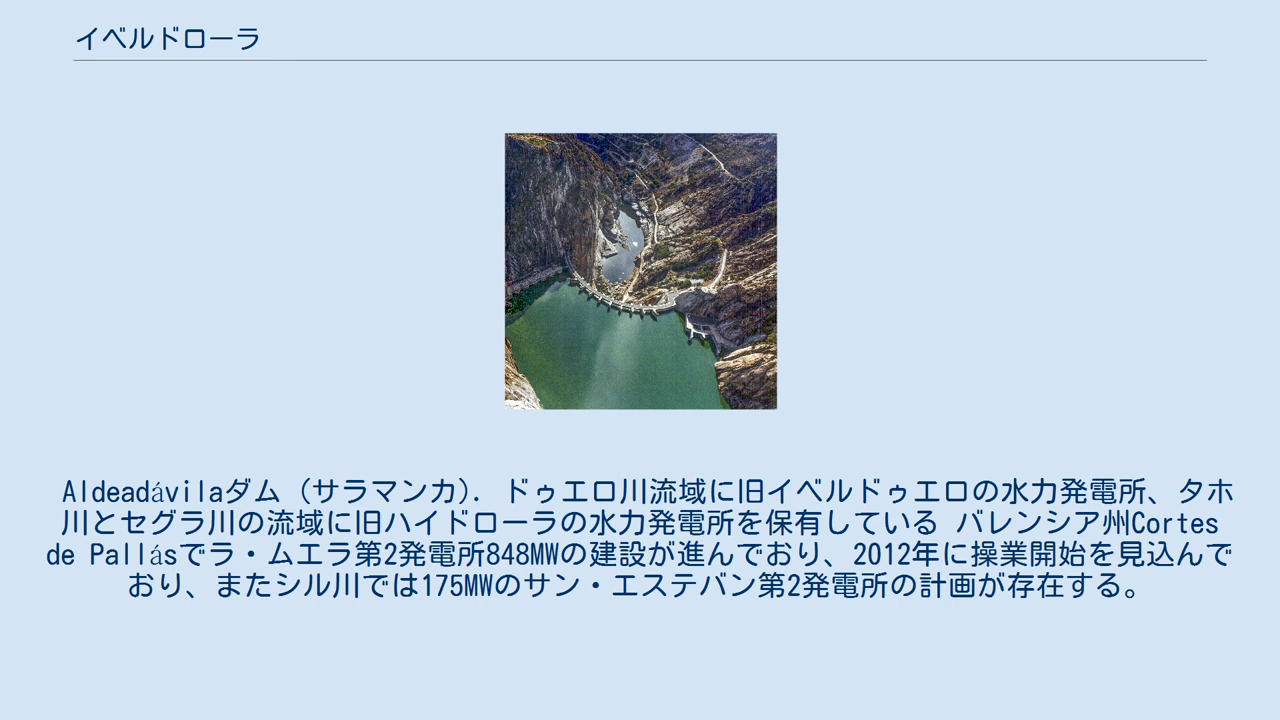 イベルドローラ
Aldeadávilaダム (サラマンカ). ドゥエロ川流域に旧イベルドゥエロの水力発電所、タホ
川とセグラ川の流域に旧ハイドローラの水力発電所を保有している バレンシア州Cortes
de Pallásでラ・ムエラ第2発電所848MWの建設が進んでおり、2012年に操業開始を見込んで
おり、またシル川では175MWのサン・エステバン第2発電所の計画が存在する。